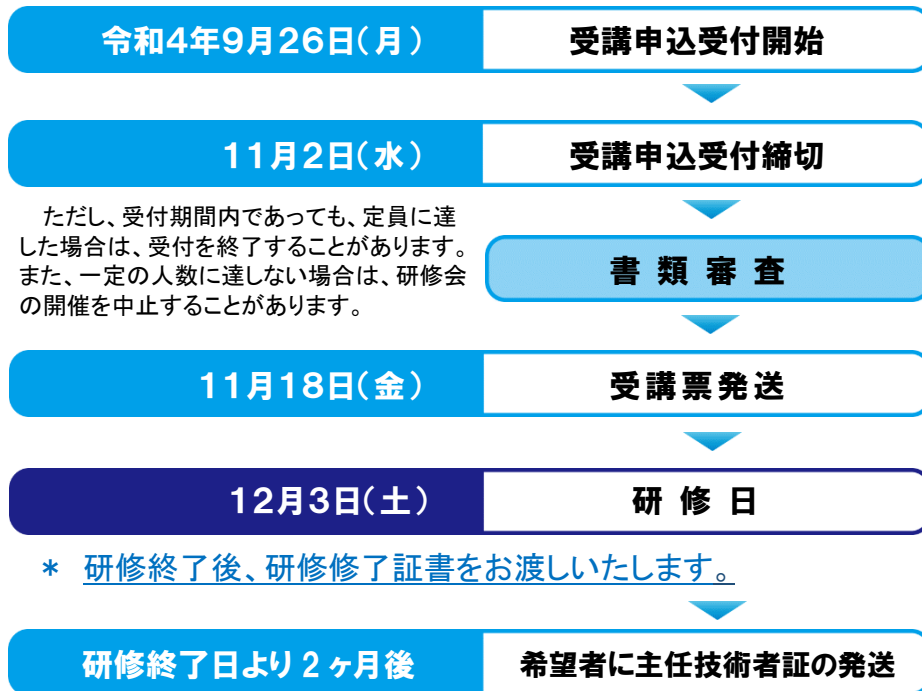 令和4年9月26日(月) 受講申込受付開始
11月2日(水) 受講申込受付締切
ただし、受付期間内であっても、定員に達
した場合は、受付を終了することがあります。
また、一定の人数に達しない場合は、研修会
の開催を中止することがあります。
書類審査
11月18日(金) 受講票発送
12月3日(土) 研修日
* 研修終了後、研修修了証書をお渡しいたします。
研修終了日より2ヶ月後 希望者に主任技術者証の発送